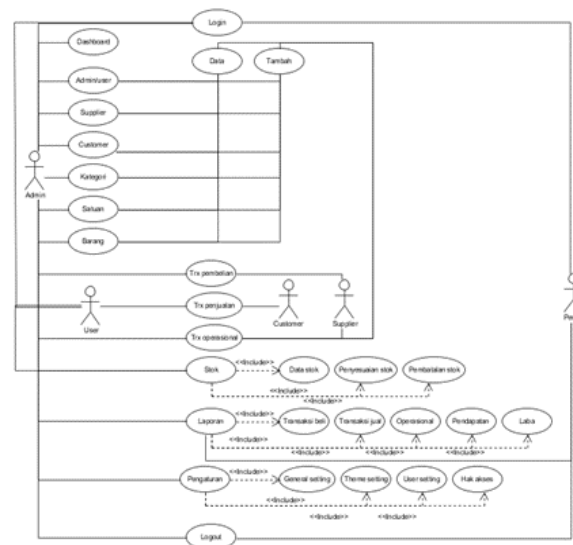 Login
Dashboard
Data
Tambah
Admin/user
Supplier
Customer
Admin
Kategori
Satuan
Barang
Trx pembelian
Trx penjualan
User
Customer
Supplier
Trx operasional
Stok
<<Include>>
Data stok
Penyesuaian stok
Pembatalan stok
<<Include>>
<<Include>>
Laporan
<<Include>>
Transaksi beli
Transaksi jual
Operasional
Pendapatan
Laba
<<Include>>
<<Include>>
<<Include>>
Pengaturan
<<Include>>
General setting
Theme setting
User setting
Hak akses
<<Include>>
<<Include>>
Logout